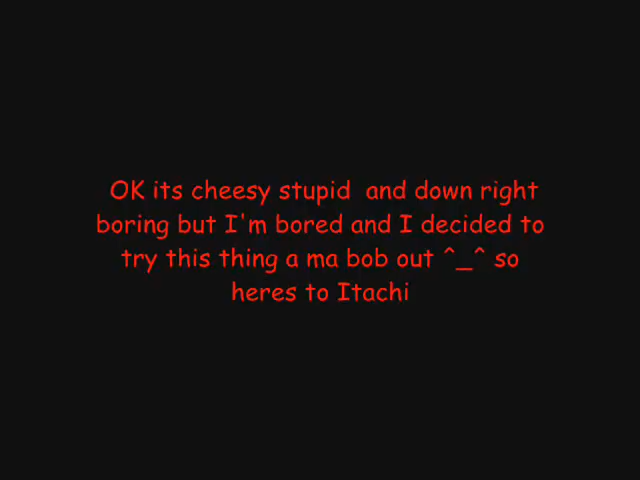 OK its cheesy stupid  and down right
boring but I'm bored and I decided to
try this thing a ma bob out ^_^ so
heres to Itachi